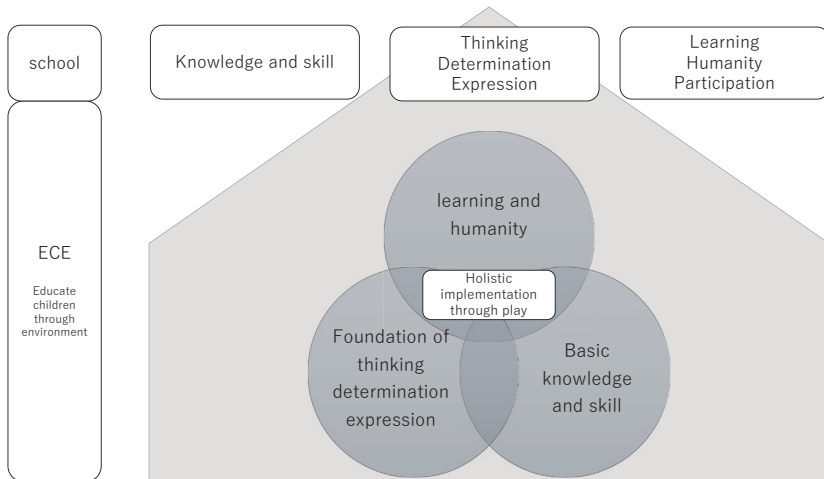 school
Knowledge and skill
Thinking
Determination
Expression
Learning
Humanity
Participation
ECE
Educate
children
through
environment
learning and
humanity
Holistic
implementation
through play
Foundation of
thinking
determination
expression
Basic
knowledge
and skill